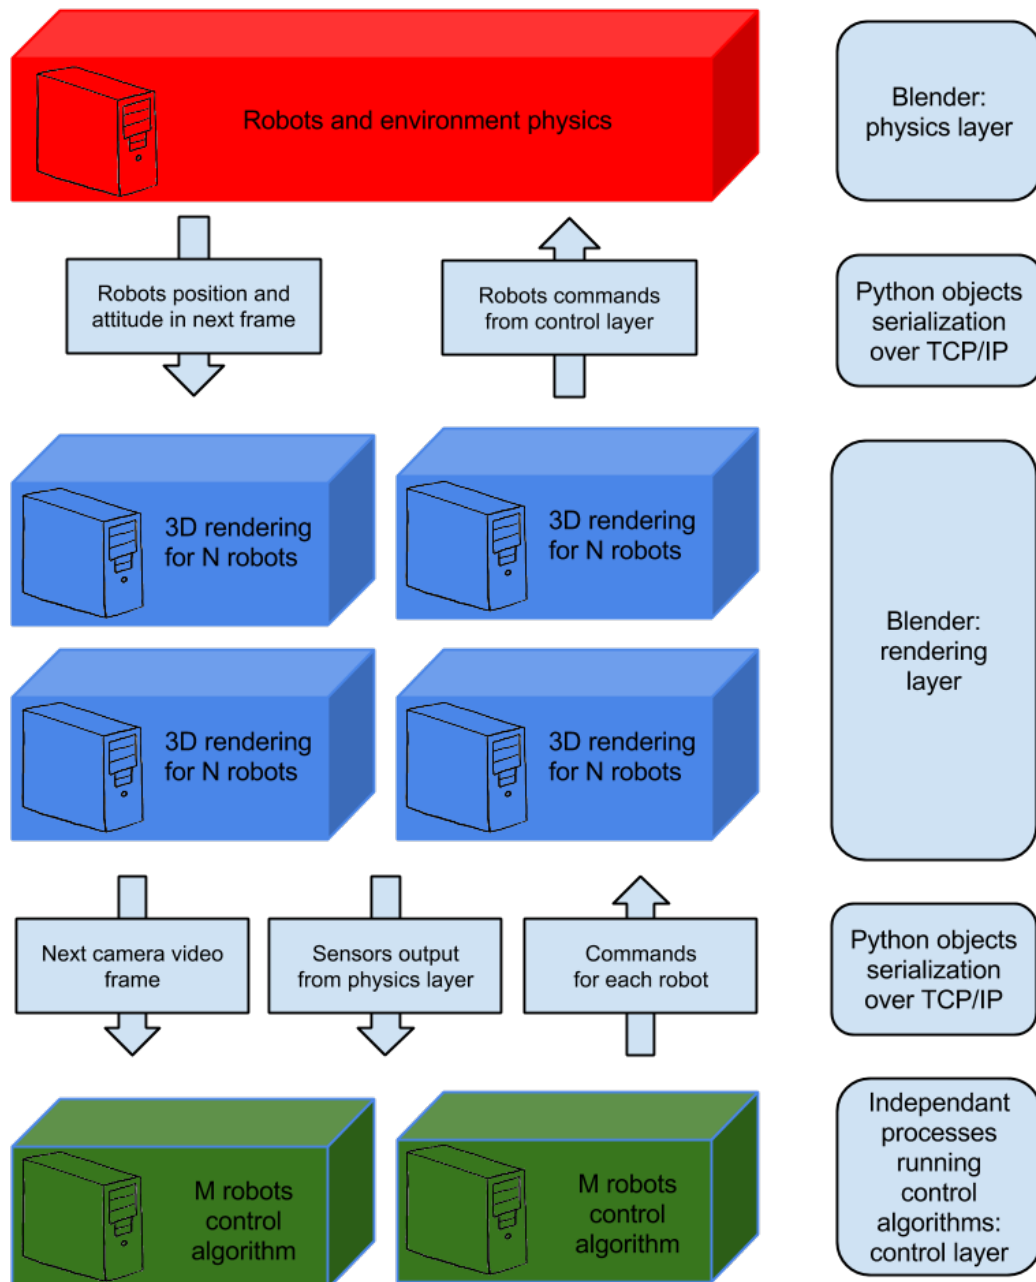 Robots and environment physics
Blender:
physics layer
Robots position and
attitude in next frame
Robots commands
from control layer
Python objects
serialization
over TCP/IP
3D rendering
for N robots
3D rendering
for N robots
3D rendering
for N robots
3D rendering
for N robots
Blender:
rendering
layer
Next camera video
frame
Sensors output
from physics layer
Commands
for each robot
Python objects
serialization
over TCP/IP
M robots
control
algorithm
M robots
control
algorithm
Independant
processes
running
control
algorithms:
control layer